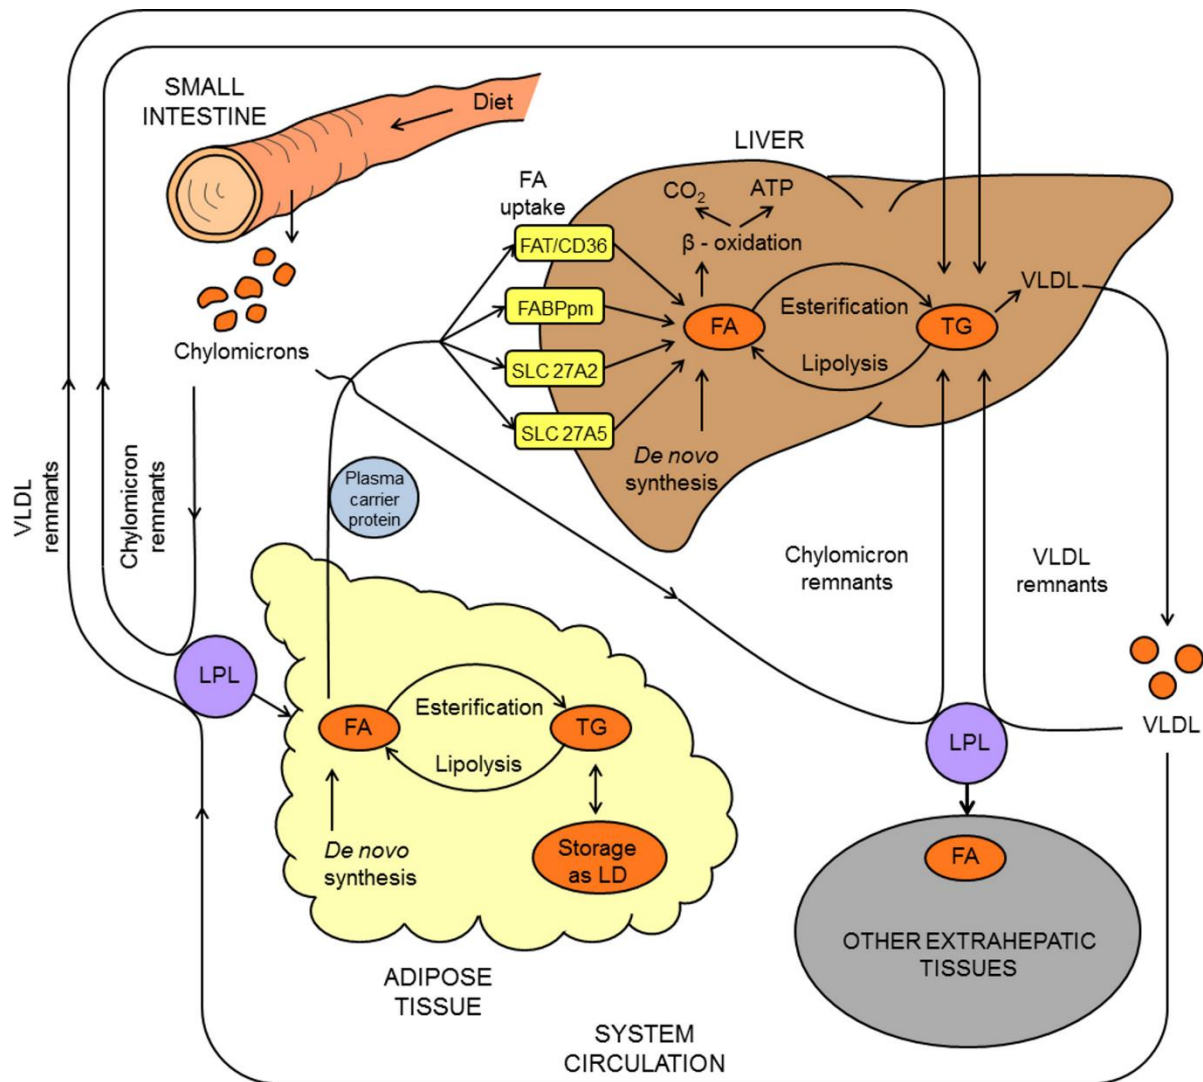 SMALL
INTESTINE
Diet
Chylomicrons
FA
uptake
FAT/CD36
FABPpm
SLC 27A2
SLC 27A5
LIVER
CO₂
ATP
β - oxidation
FA
Esterification
Lipolysis
TG
VLDL
De novo
synthesis
VLDL
remnants
Chylomicron
remnants
Plasma
carrier
protein
Chylomicron
remnants
VLDL
remnants
LPL
FA
Esterification
Lipolysis
TG
De novo
synthesis
Storage
as LD
ADIPOSE
TISSUE
VLDL
LPL
FA
OTHER EXTRAHEPATIC
TISSUES
SYSTEM
CIRCULATION